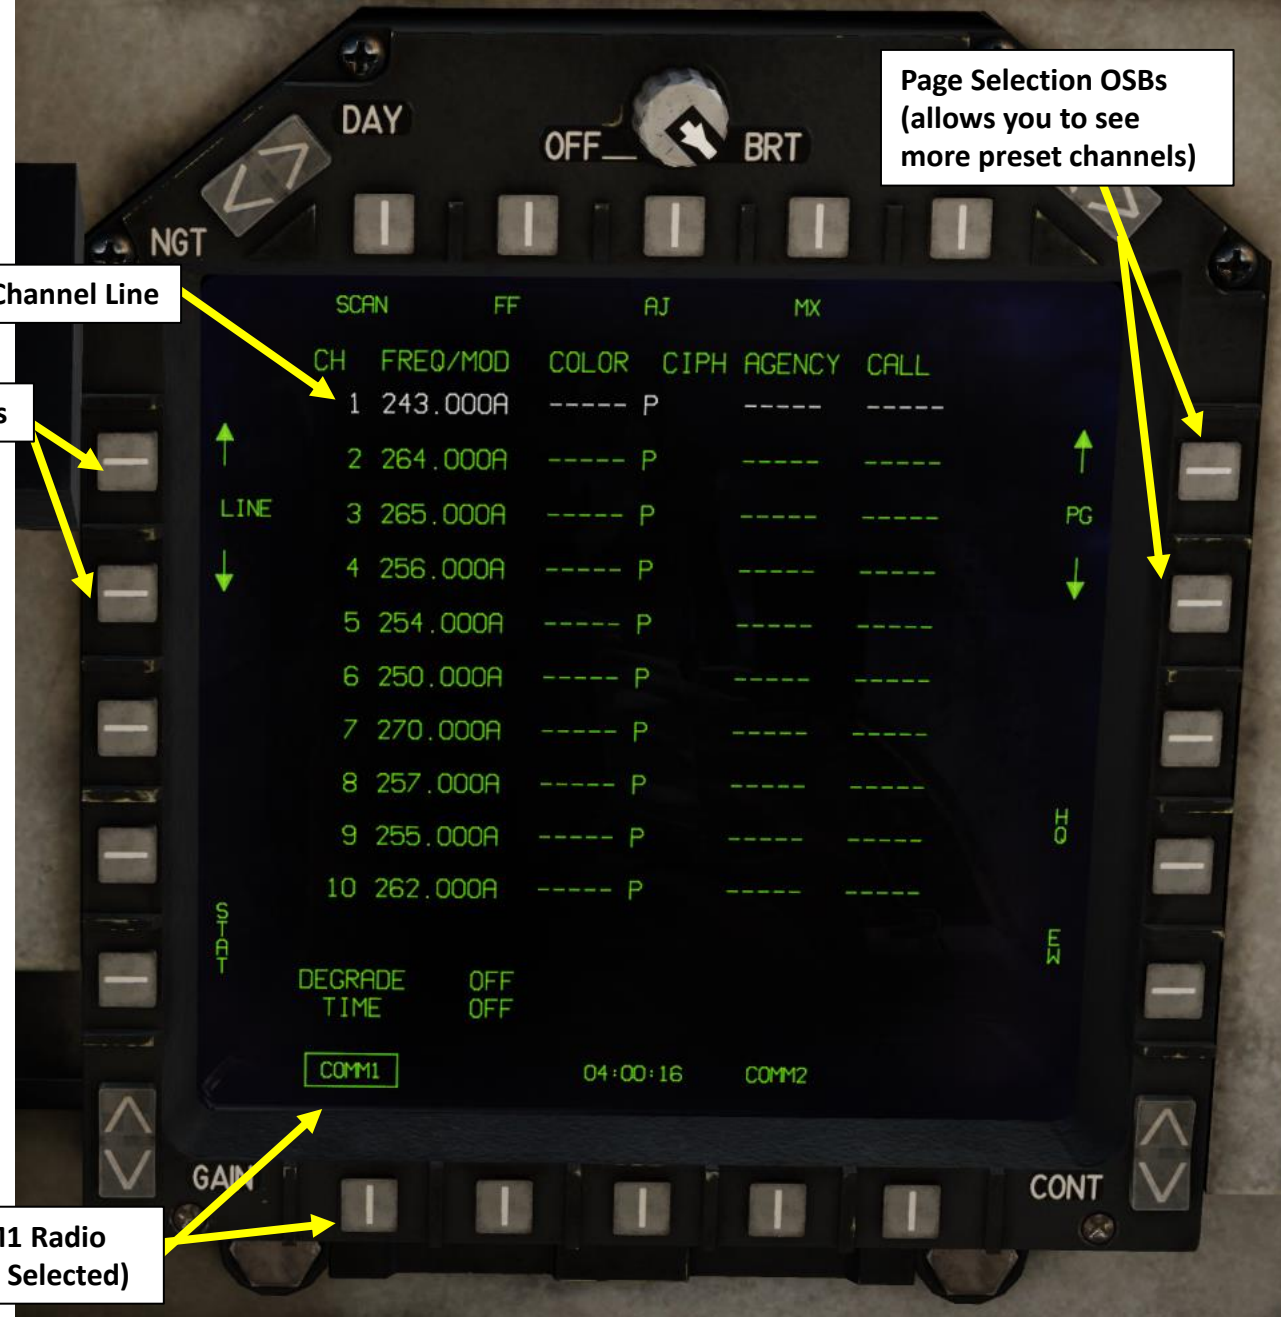 Page Selection OSBs
(allows you to see
more preset channels)
DAY
OFF
BRT
NGT
Channel Line
s
SCAN FF AJ MX
CH FREQ/MOD COLOR CIPH AGENCY CALL
1 243.000A ----- P ----- -----
2 264.000A ----- P ----- -----
LINE 3 265.000A ----- P ----- ----- PG
4 256.000A ----- P ----- -----
5 254.000A ----- P ----- -----
6 250.000A ----- P ----- -----
7 270.000A ----- P ----- -----
8 257.000A ----- P ----- -----
9 255.000A ----- P ----- -----
HQ
10 262.000A ----- P ----- -----
STAT
EW
DEGRADE OFF
TIME OFF
COMM1 04:00:16 COMM2
GAIN
CONT
M1 Radio
Selected)